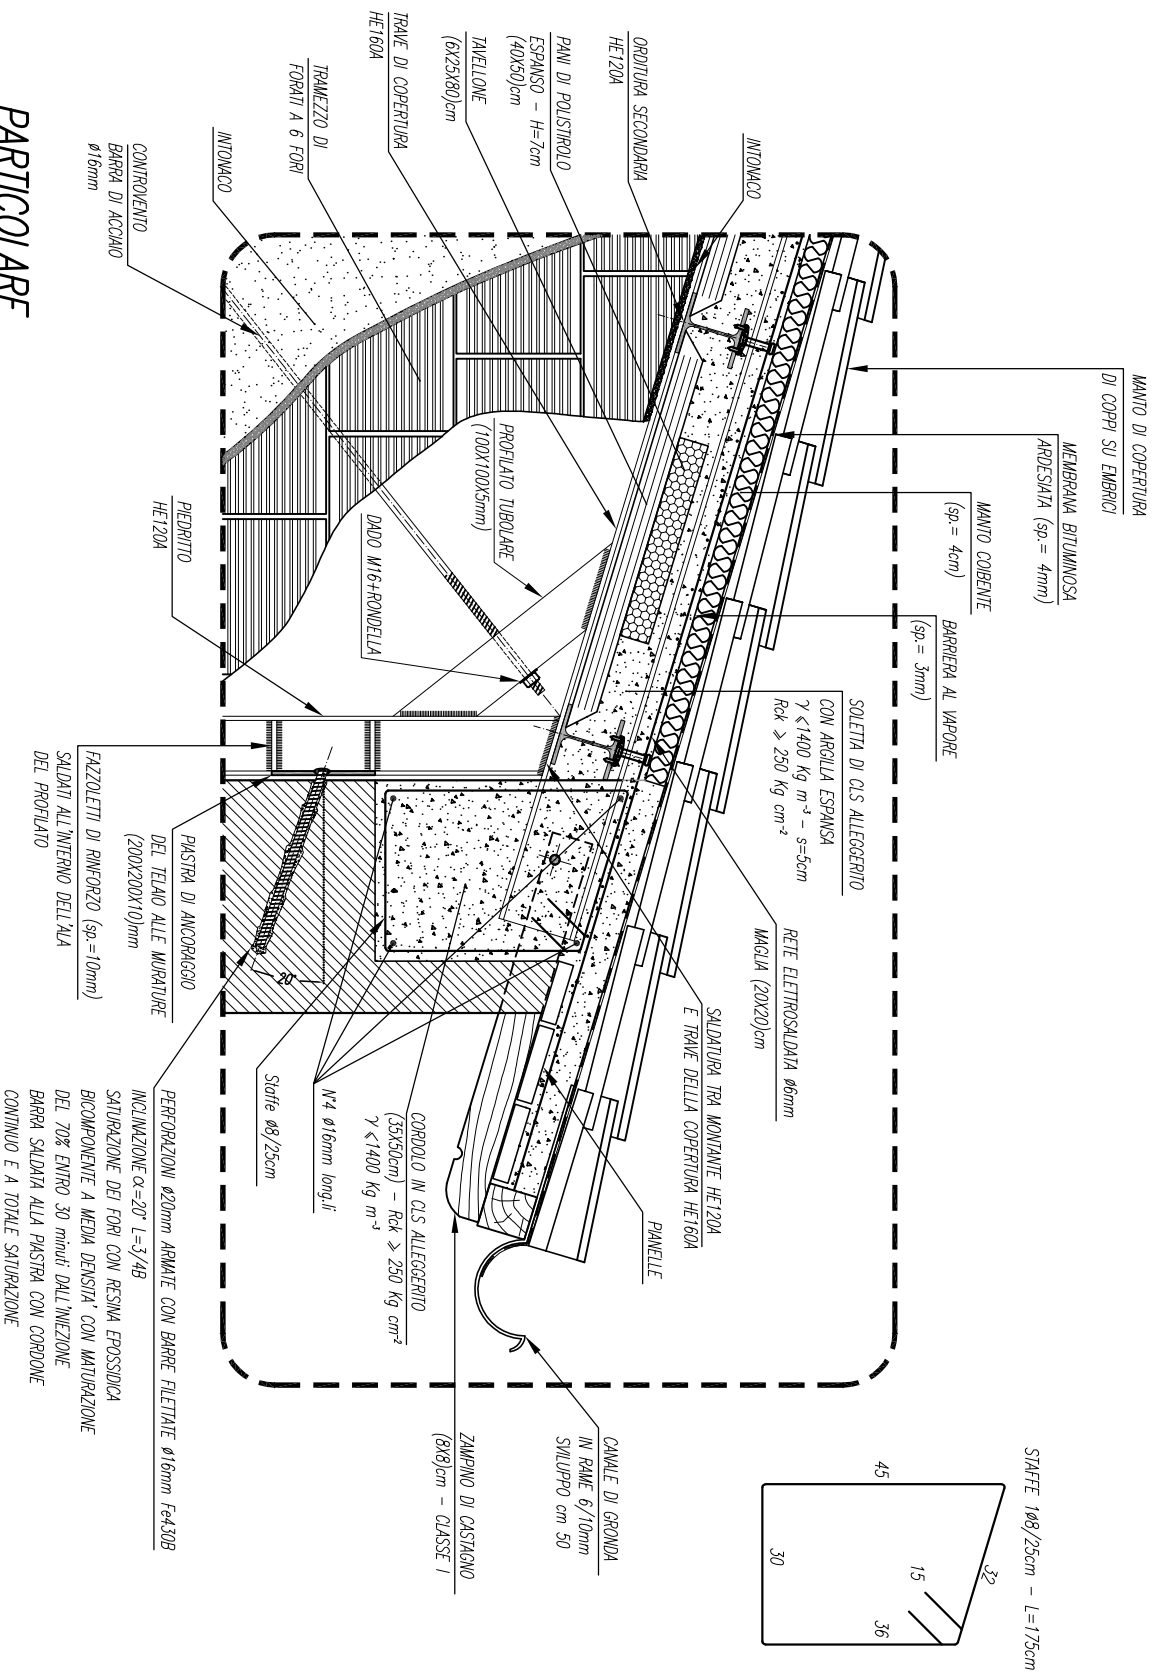 MANTO DI COPERTURA
DI COPPI SU EMBRICI
MEMBRANA BITUMINOSA
ARDESIATA (sp.= 4mm)
MANTO COIBENTE
(sp.= 4cm)
BARRIERA AL VAPORE
(sp.= 3mm)
SOLETTA DI CLS ALLEGGERITO
CON ARGILLA ESPANSA
γ <1400 Kg m⁻³ - s=5cm
Rck ⩾ 250 Kg cm⁻²
RETE ELETTROSALDATA ø6mm
MAGLIA (20X20)cm
SALDATURA TRA MONTANTE HE120A
E TRAVE DELLLA COPERTURA HE160A
PIANELLE
INTONACO
ORDITURA SECONDARIA
HE120A
PANI DI POLISTIROLO
ESPANSO - H=7cm
(40X50)cm
TAVELLONE
(6X25X80)cm
TRAVE DI COPERTURA
HE160A
TRAMEZZO DI
FORATI A 6 FORI
INTONACO
CONTROVENTO
BARRA DI ACCIAIO
ø16mm
PROFILATO TUBOLARE
(100X100X5mm)
DADO M16+RONDELLA
PIEDRITTO
HE120A
FAZZOLETTI DI RINFORZO (sp.=10mm)
SALDATI ALL'INTERNO DELL'ALA
DEL PROFILATO
PIASTRA DI ANCORAGGIO
DEL TELAIO ALLE MURATURE
(200X200X10)mm
20°
PERFORAZIONI ø20mm ARMATE CON BARRE FILETTATE ø16mm Fe430B
INCLINAZIONE α=20° L=3/4B
SATURAZIONE DEI FORI CON RESINA EPOSSIDICA
BICOMPONENTE A MEDIA DENSITA' CON MATURAZIONE
DEL 70% ENTRO 30 minuti DALL'INIEZIONE
BARRA SALDATA ALLA PIASTRA CON CORDONE
CONTINUO E A TOTALE SATURAZIONE
Staffe ø8/25cm
N°4 ø16mm long.li
CORDOLO IN CLS ALLEGGERITO
(35X50cm) - Rck ⩾ 250 Kg cm⁻²
γ <1400 Kg m⁻³
ZAMPINO DI CASTAGNO
(8X8)cm - CLASSE I
CANALE DI GRONDA
IN RAME 6/10mm
SVILUPPO cm 50
STAFFE 1ø8/25cm - L=175cm
45
32
15
36
30
PARTICOLARE